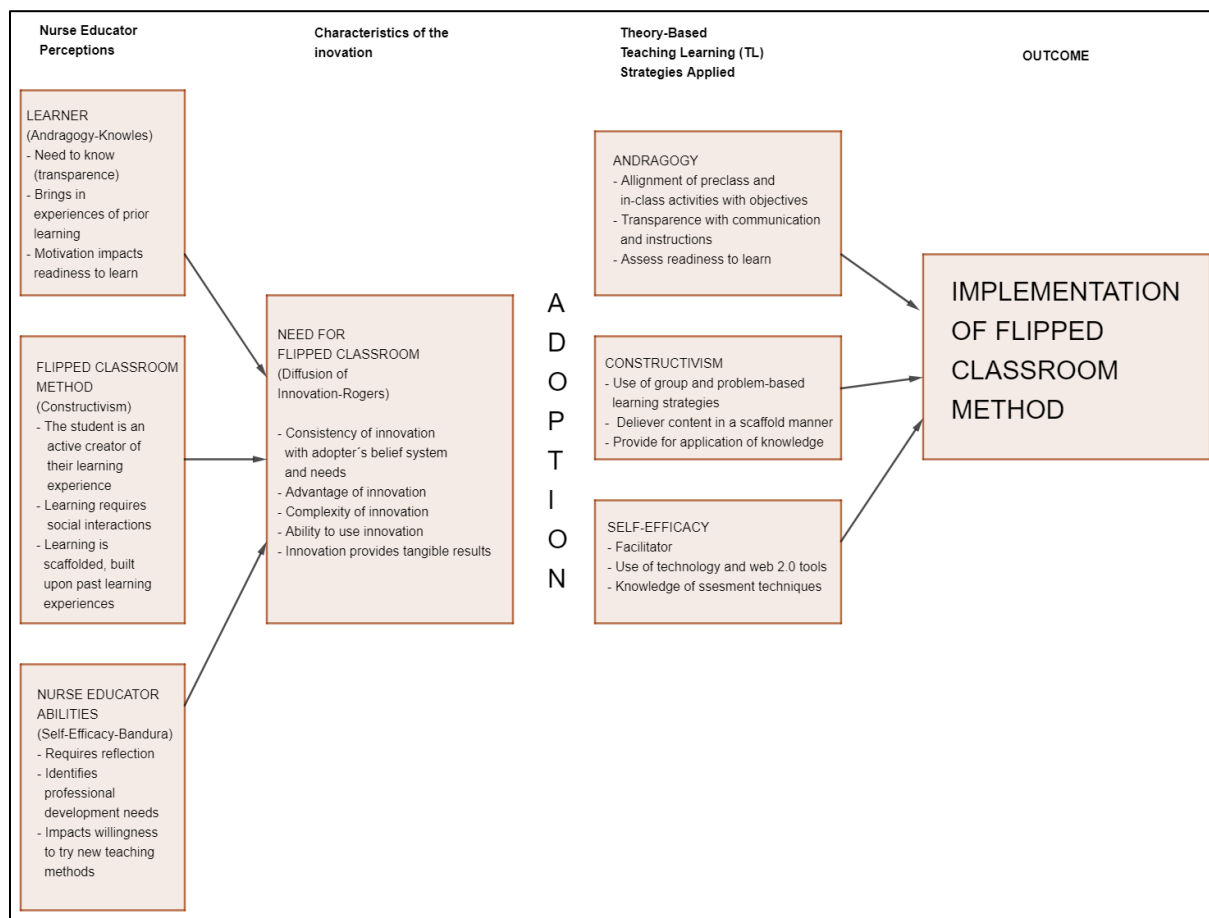 Nurse Educator
Perceptions
Characteristics of the
inovation
Theory-Based
Teaching Learning (TL)
Strategies Applied
OUTCOME
LEARNER
(Andragogy-Knowles)
- Need to know
(transparence)
- Brings in
experiences of prior
learning
- Motivation impacts
readiness to learn
FLIPPED CLASSROOM
METHOD
(Constructivism)
- The student is an
active creator of
their learning
experience
- Learning requires
social interactions
- Learning is
scaffolded, built
upon past learning
experiences
NURSE EDUCATOR
ABILITIES
(Self-Efficacy-Bandura)
- Requires reflection
- Identifies
professional
development needs
- Impacts willingness
to try new teaching
methods
NEED FOR
FLIPPED CLASSROOM
(Diffusion of
Innovation-Rogers)
- Consistency of innovation
with adopter´s belief system
and needs
- Advantage of innovation
- Complexity of innovation
- Ability to use innovation
- Innovation provides tangible results
A
D
O
P
T
I
O
N
ANDRAGOGY
- Allignment of preclass and
in-class activities with objectives
- Transparence with communication
and instructions
- Assess readiness to learn
CONSTRUCTIVISM
- Use of group and problem-based
learning strategies
- Deliever content in a scaffold manner
- Provide for application of knowledge
SELF-EFFICACY
- Facilitator
- Use of technology and web 2.0 tools
- Knowledge of ssesment techniques
IMPLEMENTATION
OF FLIPPED
CLASSROOM
METHOD